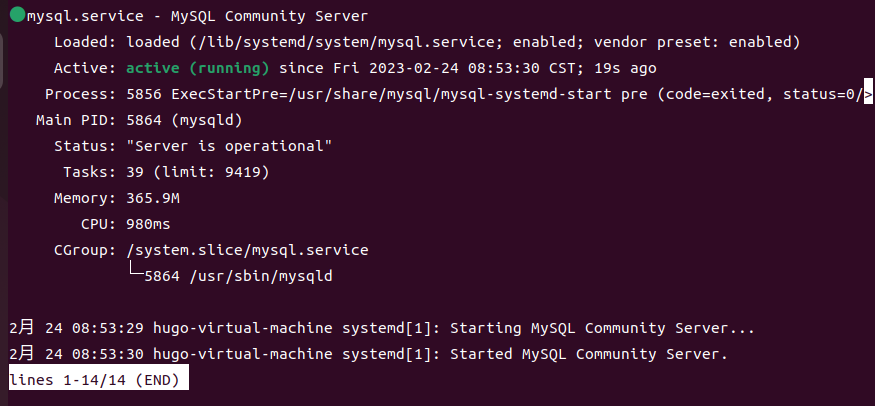 mysql.service - MySQL Community Server
Loaded: loaded (/lib/systemd/system/mysql.service; enabled; vendor preset: enabled)
Active: active (running) since Fri 2023-02-24 08:53:30 CST; 19s ago
Process: 5856 ExecStartPre=/usr/share/mysql/mysql-systemd-start pre (code=exited, status=0/>
Main PID: 5864 (mysqld)
Status: "Server is operational"
Tasks: 39 (limit: 9419)
Memory: 365.9M
CPU: 980ms
CGroup: /system.slice/mysql.service
└─5864 /usr/sbin/mysqld
2月 24 08:53:29 hugo-virtual-machine systemd[1]: Starting MySQL Community Server...
2月 24 08:53:30 hugo-virtual-machine systemd[1]: Started MySQL Community Server.
lines 1-14/14 (END)